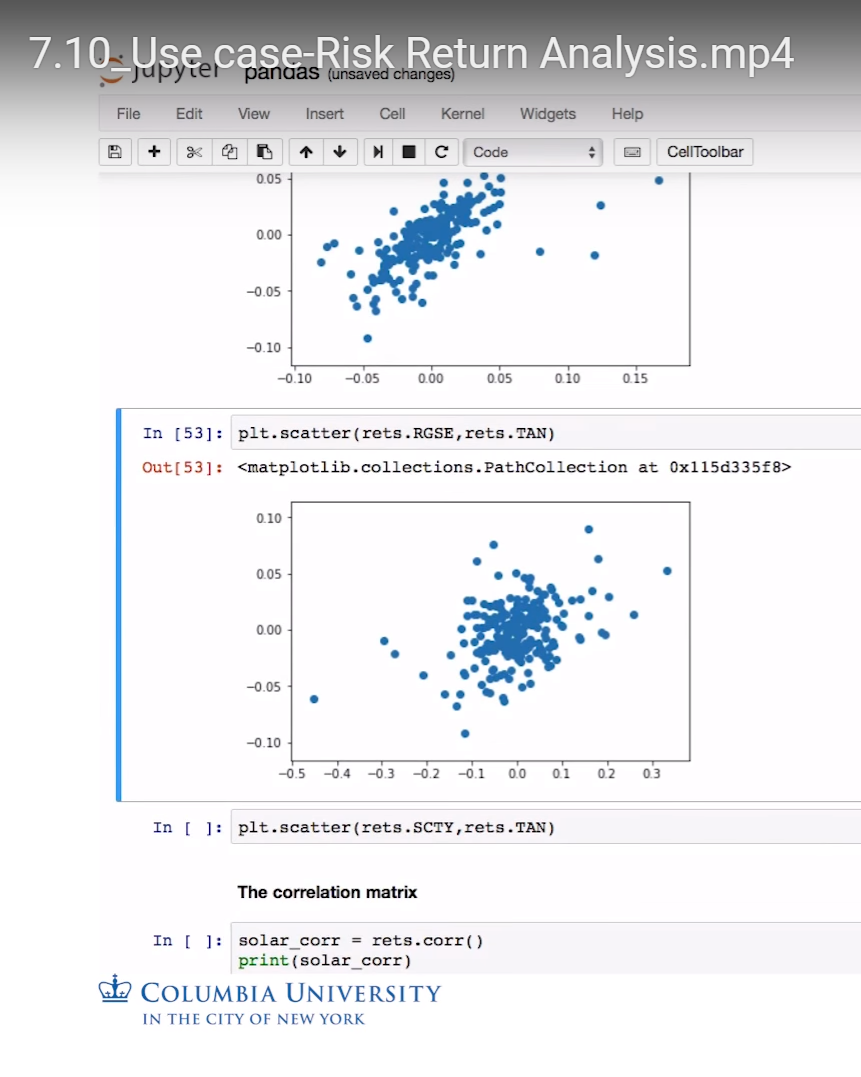 7.10_Use case-Risk Return Analysis.mp4
jupyter pandas (unsaved changes)
File Edit View Insert Cell Kernel Widgets Help
Code CellToolbar
0.05
0.00
−0.05
−0.10
−0.10 −0.05 0.00 0.05 0.10 0.15
In [53]: plt.scatter(rets.RGSE,rets.TAN)
Out[53]: <matplotlib.collections.PathCollection at 0x115d335f8>
0.10
0.05
0.00
−0.05
−0.10
−0.5 −0.4 −0.3 −0.2 −0.1 0.0 0.1 0.2 0.3
In [ ]: plt.scatter(rets.SCTY,rets.TAN)
The correlation matrix
In [ ]: solar_corr = rets.corr()
print(solar_corr)
COLUMBIA UNIVERSITY
IN THE CITY OF NEW YORK